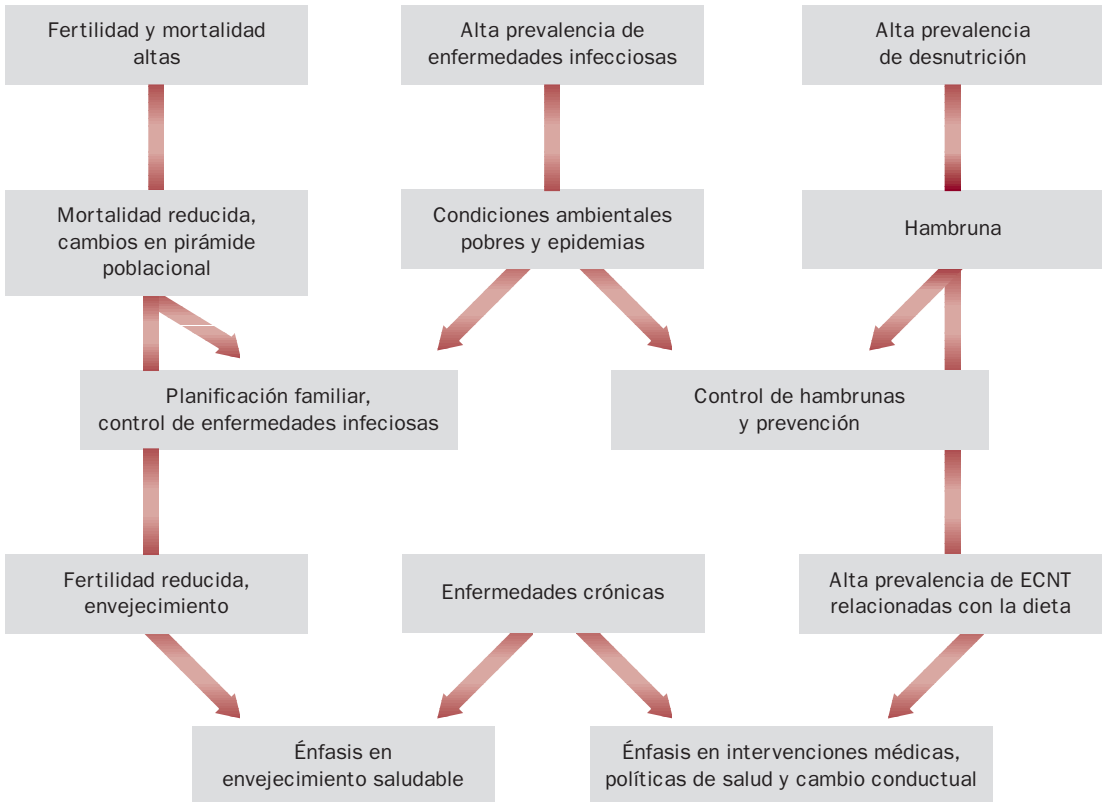 Fertilidad y mortalidad
altas
Alta prevalencia de
enfermedades infecciosas
Alta prevalencia
de desnutrición
Mortalidad reducida,
cambios en pirámide
poblacional
Condiciones ambientales
pobres y epidemias
Hambruna
Planificación familiar,
control de enfermedades infeciosas
Control de hambrunas
y prevención
Fertilidad reducida,
envejecimiento
Enfermedades crónicas
Alta prevalencia de ECNT
relacionadas con la dieta
Énfasis en
envejecimiento saludable
Énfasis en intervenciones médicas,
políticas de salud y cambio conductual